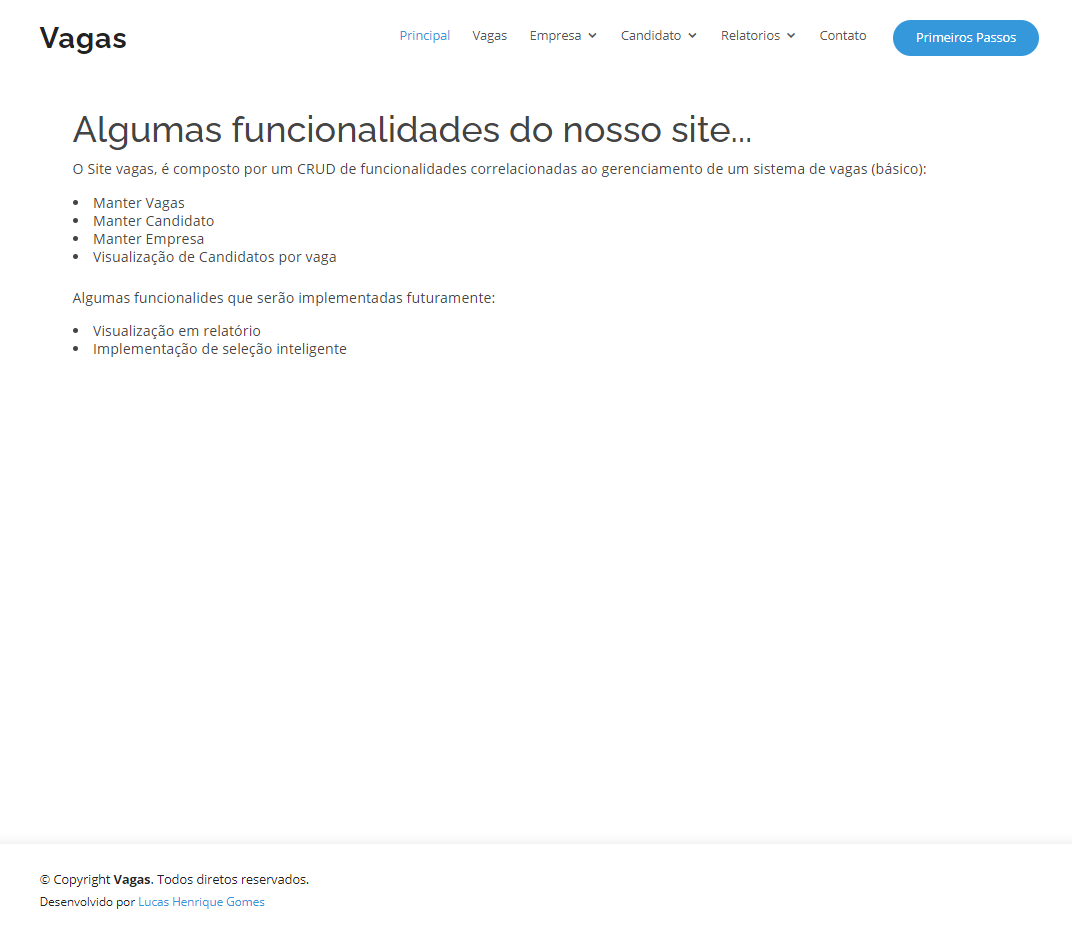 Vagas
Principal Vagas Empresa Candidato Relatorios Contato Primeiros Passos
Algumas funcionalidades do nosso site...
O Site vagas, é composto por um CRUD de funcionalidades correlacionadas ao gerenciamento de um sistema de vagas (básico):
Manter Vagas
Manter Candidato
Manter Empresa
Visualização de Candidatos por vaga
Algumas funcionalides que serão implementadas futuramente:
Visualização em relatório
Implementação de seleção inteligente
© Copyright Vagas. Todos diretos reservados.
Desenvolvido por Lucas Henrique Gomes